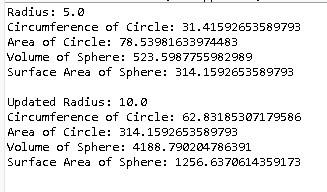 Radius: 5.0
Circumference of Circle: 31.41592653589793
Area of Circle: 78.53981633974483
Volume of Sphere: 523.5987755982989
Surface Area of Sphere: 314.1592653589793
Updated Radius: 10.0
Circumference of Circle: 62.83185307179586
Area of Circle: 314.1592653589793
Volume of Sphere: 4188.790204786391
Surface Area of Sphere: 1256.6370614359173